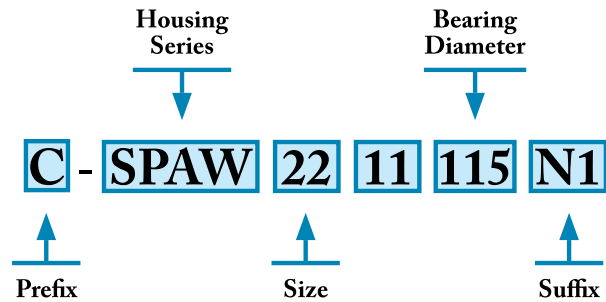 Housing
Series
Bearing
Diameter
C - SPAW 22 11 115 N1
Prefix
Size
Suffix